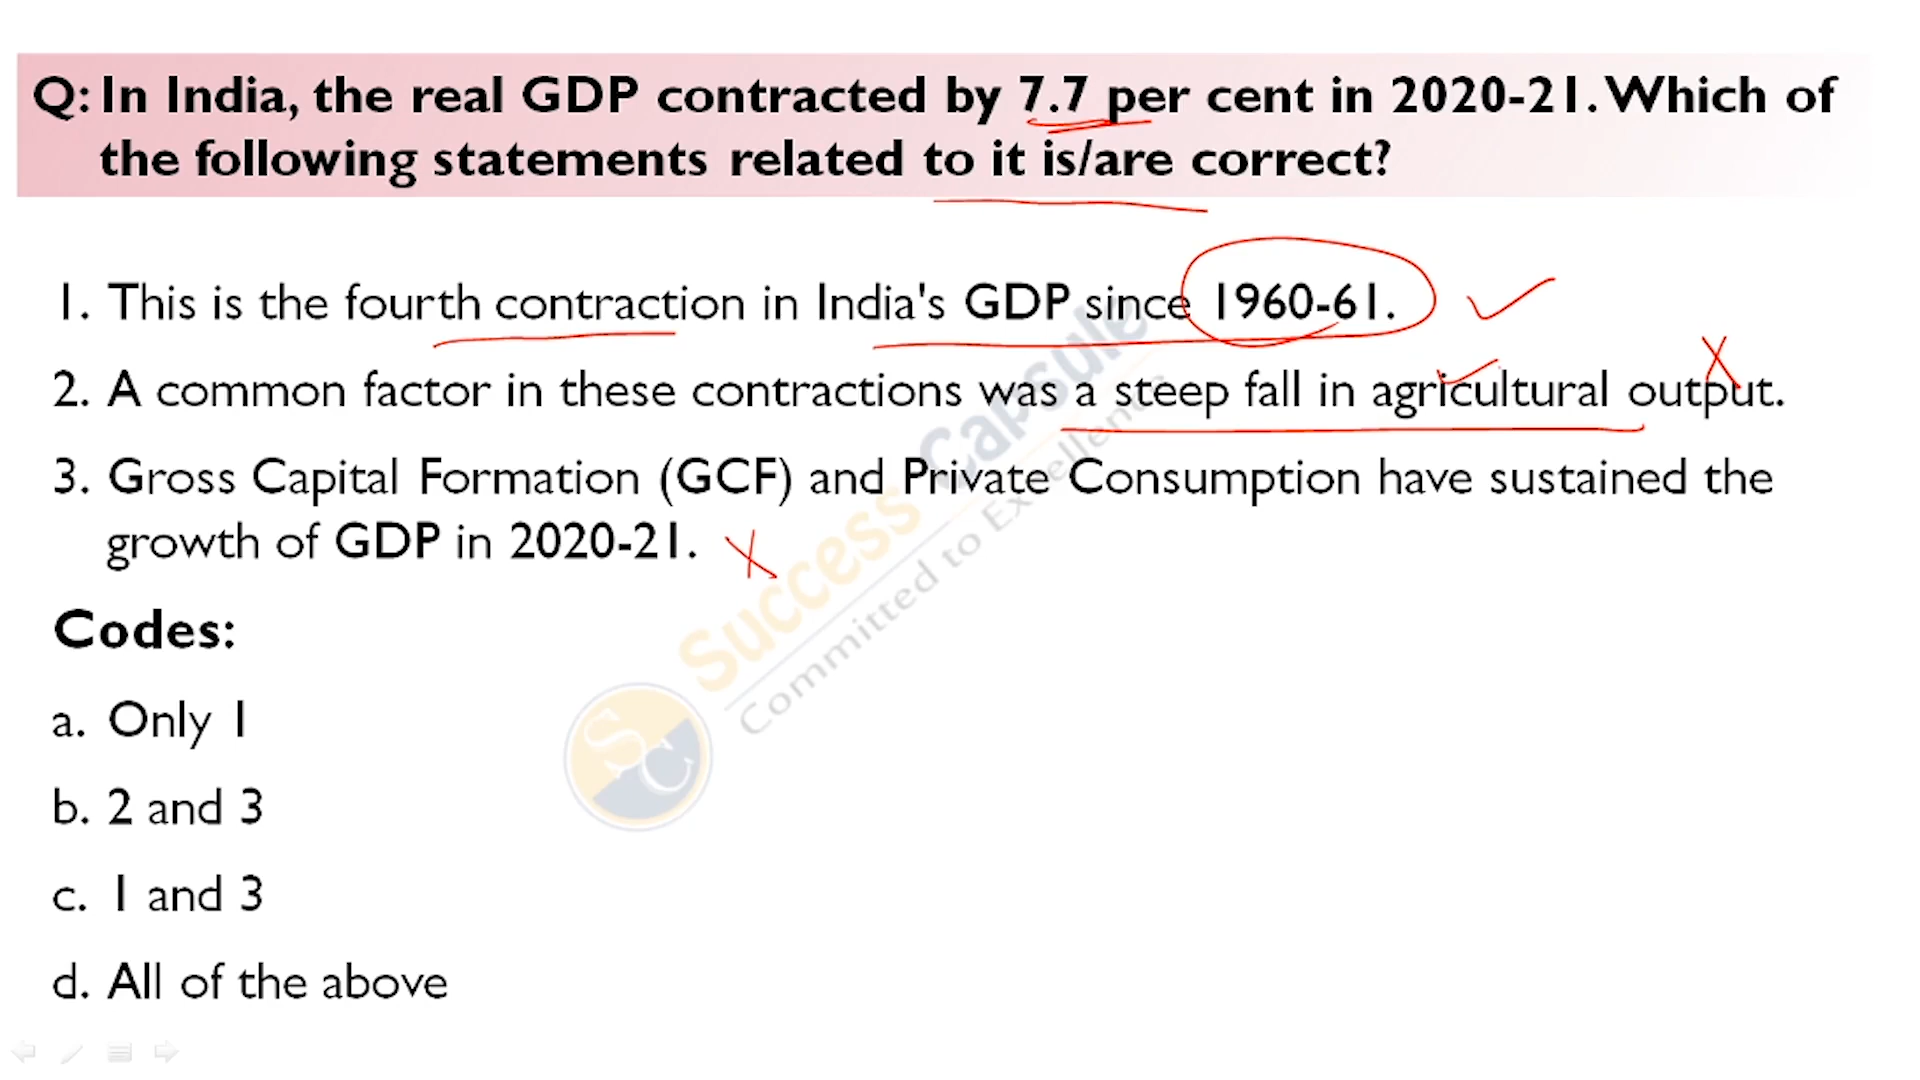 Q: In India, the real GDP contracted by 7.7 per cent in 2020-21. Which of
the following statements related to it is/are correct?
1. This is the fourth contraction in India's GDP since 1960-61.
2. A common factor in these contractions was a steep fall in agricultural output.
3. Gross Capital Formation (GCF) and Private Consumption have sustained the
growth of GDP in 2020-21.
Codes:
a. Only 1
b. 2 and 3
c. 1 and 3
d. All of the above
Success Capsule
Committed to Excellence
SC